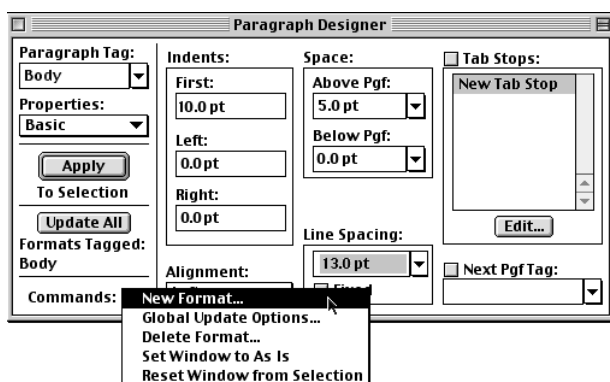 Paragraph Designer
Paragraph Tag:
Body
Properties:
Basic
Apply
To Selection
Update All
Formats Tagged:
Body
Commands:
Indents:
First:
10.0 pt
Left:
0.0 pt
Right:
0.0 pt
Alignment:
Space:
Above Pgf:
5.0 pt
Below Pgf:
0.0 pt
Line Spacing:
13.0 pt
Tab Stops:
New Tab Stop
Edit...
Next Pgf Tag:
New Format...
Global Update Options...
Delete Format...
Set Window to As Is
Reset Window from Selection